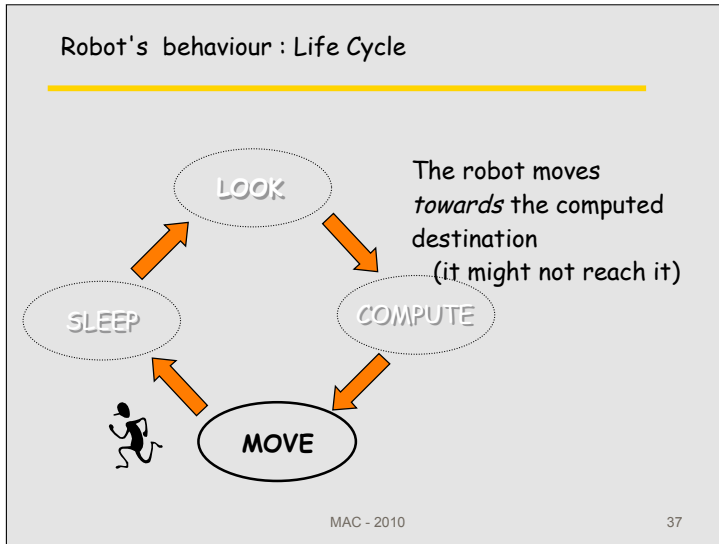 Robot's behaviour : Life Cycle
LOOK
The robot moves
towards the computed
destination
(it might not reach it)
SLEEP
COMPUTE
MOVE
MAC - 2010
37